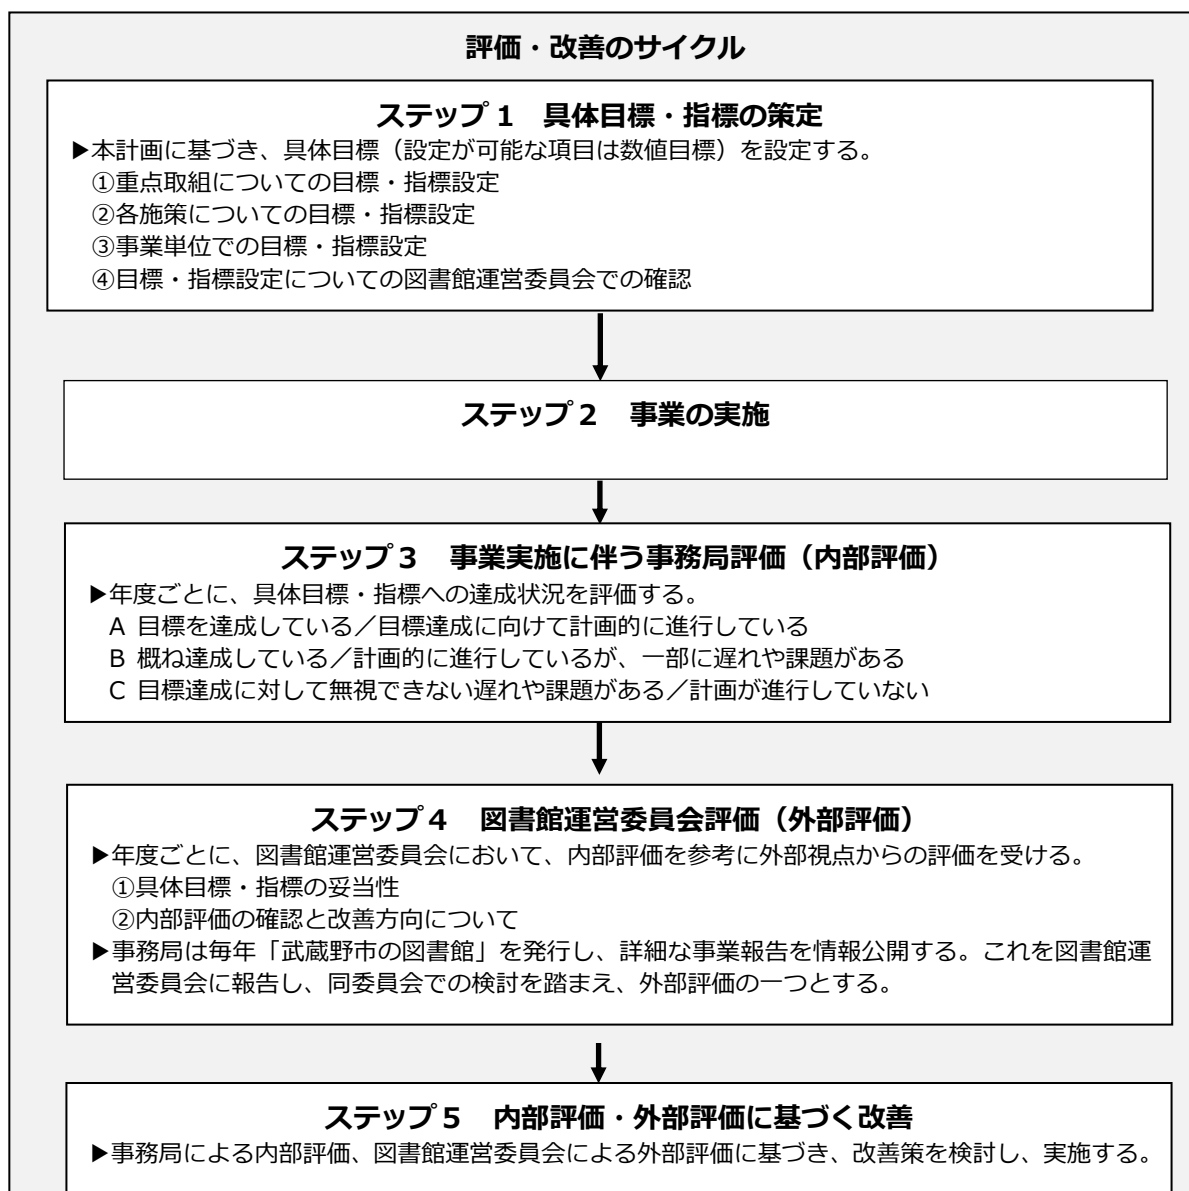 評価・改善のサイクル
ステップ１　具体目標・指標の策定
▶本計画に基づき、具体目標（設定が可能な項目は数値目標）を設定する。
①重点取組についての目標・指標設定
②各施策についての目標・指標設定
③事業単位での目標・指標設定
④目標・指標設定についての図書館運営委員会での確認
ステップ２　事業の実施
ステップ３　事業実施に伴う事務局評価（内部評価）
▶年度ごとに、具体目標・指標への達成状況を評価する。
A 目標を達成している／目標達成に向けて計画的に進行している
B 概ね達成している／計画的に進行しているが、一部に遅れや課題がある
C 目標達成に対して無視できない遅れや課題がある／計画が進行していない
ステップ４　図書館運営委員会評価（外部評価）
▶年度ごとに、図書館運営委員会において、内部評価を参考に外部視点からの評価を受ける。
①具体目標・指標の妥当性
②内部評価の確認と改善方向について
▶事務局は毎年「武蔵野市の図書館」を発行し、詳細な事業報告を情報公開する。これを図書館運
営委員会に報告し、同委員会での検討を踏まえ、外部評価の一つとする。
ステップ５　内部評価・外部評価に基づく改善
▶事務局による内部評価、図書館運営委員会による外部評価に基づき、改善策を検討し、実施する。